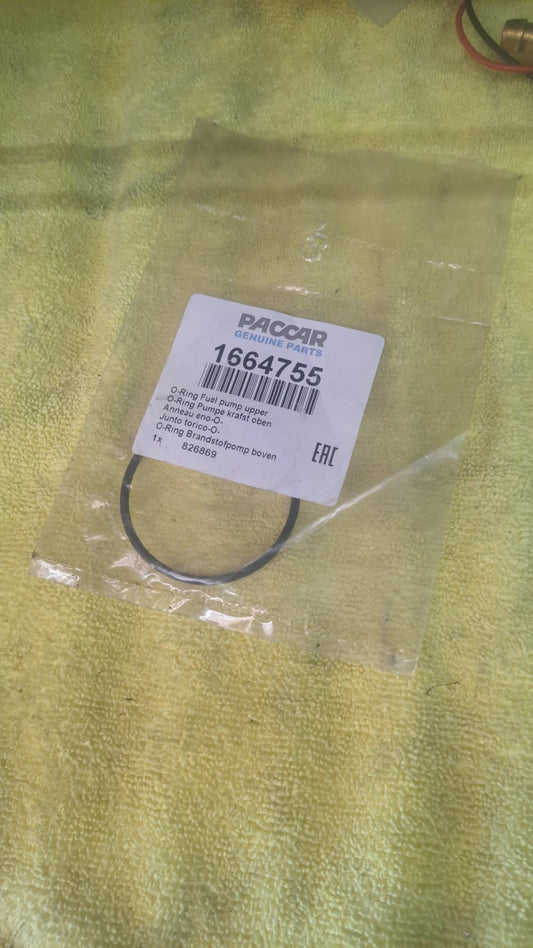 PACCAR
GENUINE PARTS
1664755
O-Ring Fuel pump upper
O-Ring Pumpe krafst oben
Anneau eno-O-
Junto torico-O-
O-Ring Brandstofpomp boven
1x 826869
EAC